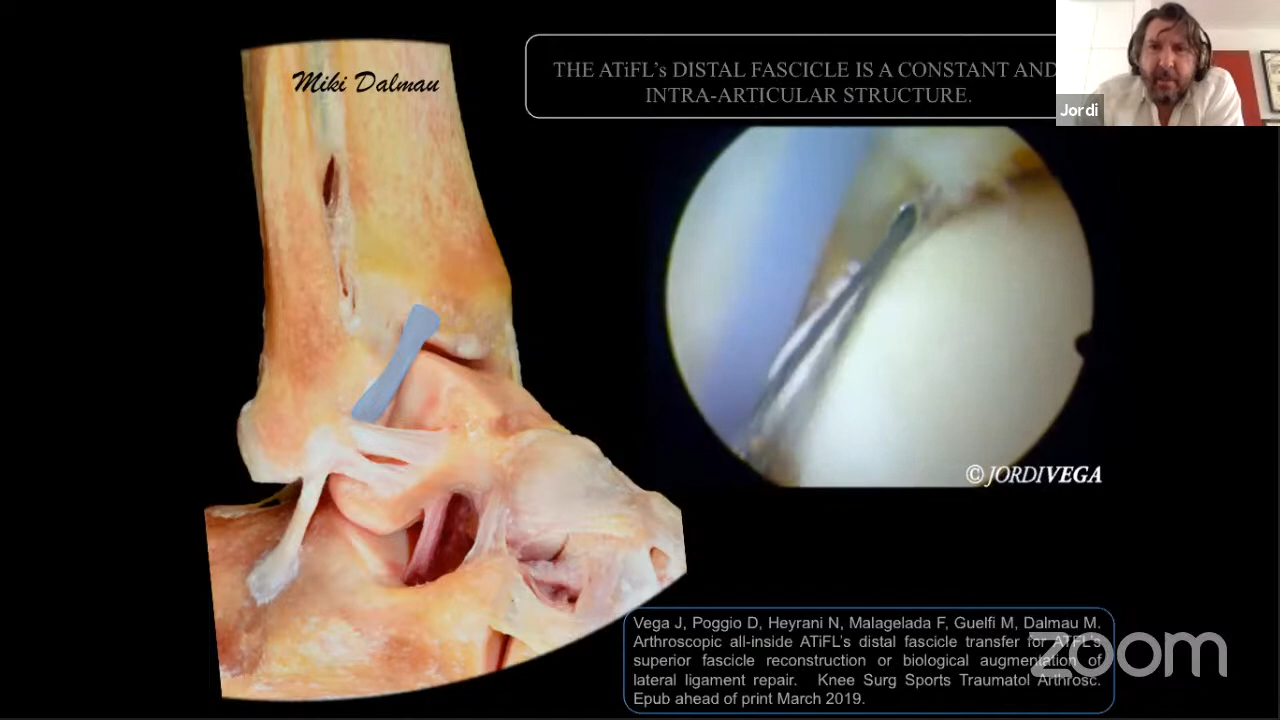 Miki Dalmau
THE ATiFL's DISTAL FASCICLE IS A CONSTANT AND
INTRA-ARTICULAR STRUCTURE.
Jordi
© JORDIVEGA
Vega J, Poggio D, Heyrani N, Malagelada F, Guelfi M, Dalmau M.
Arthroscopic all-inside ATiFL's distal fascicle transfer for ATFL's
superior fascicle reconstruction or biological augmentation of
lateral ligament repair. Knee Surg Sports Traumatol Arthrosc.
Epub ahead of print March 2019.
zoom